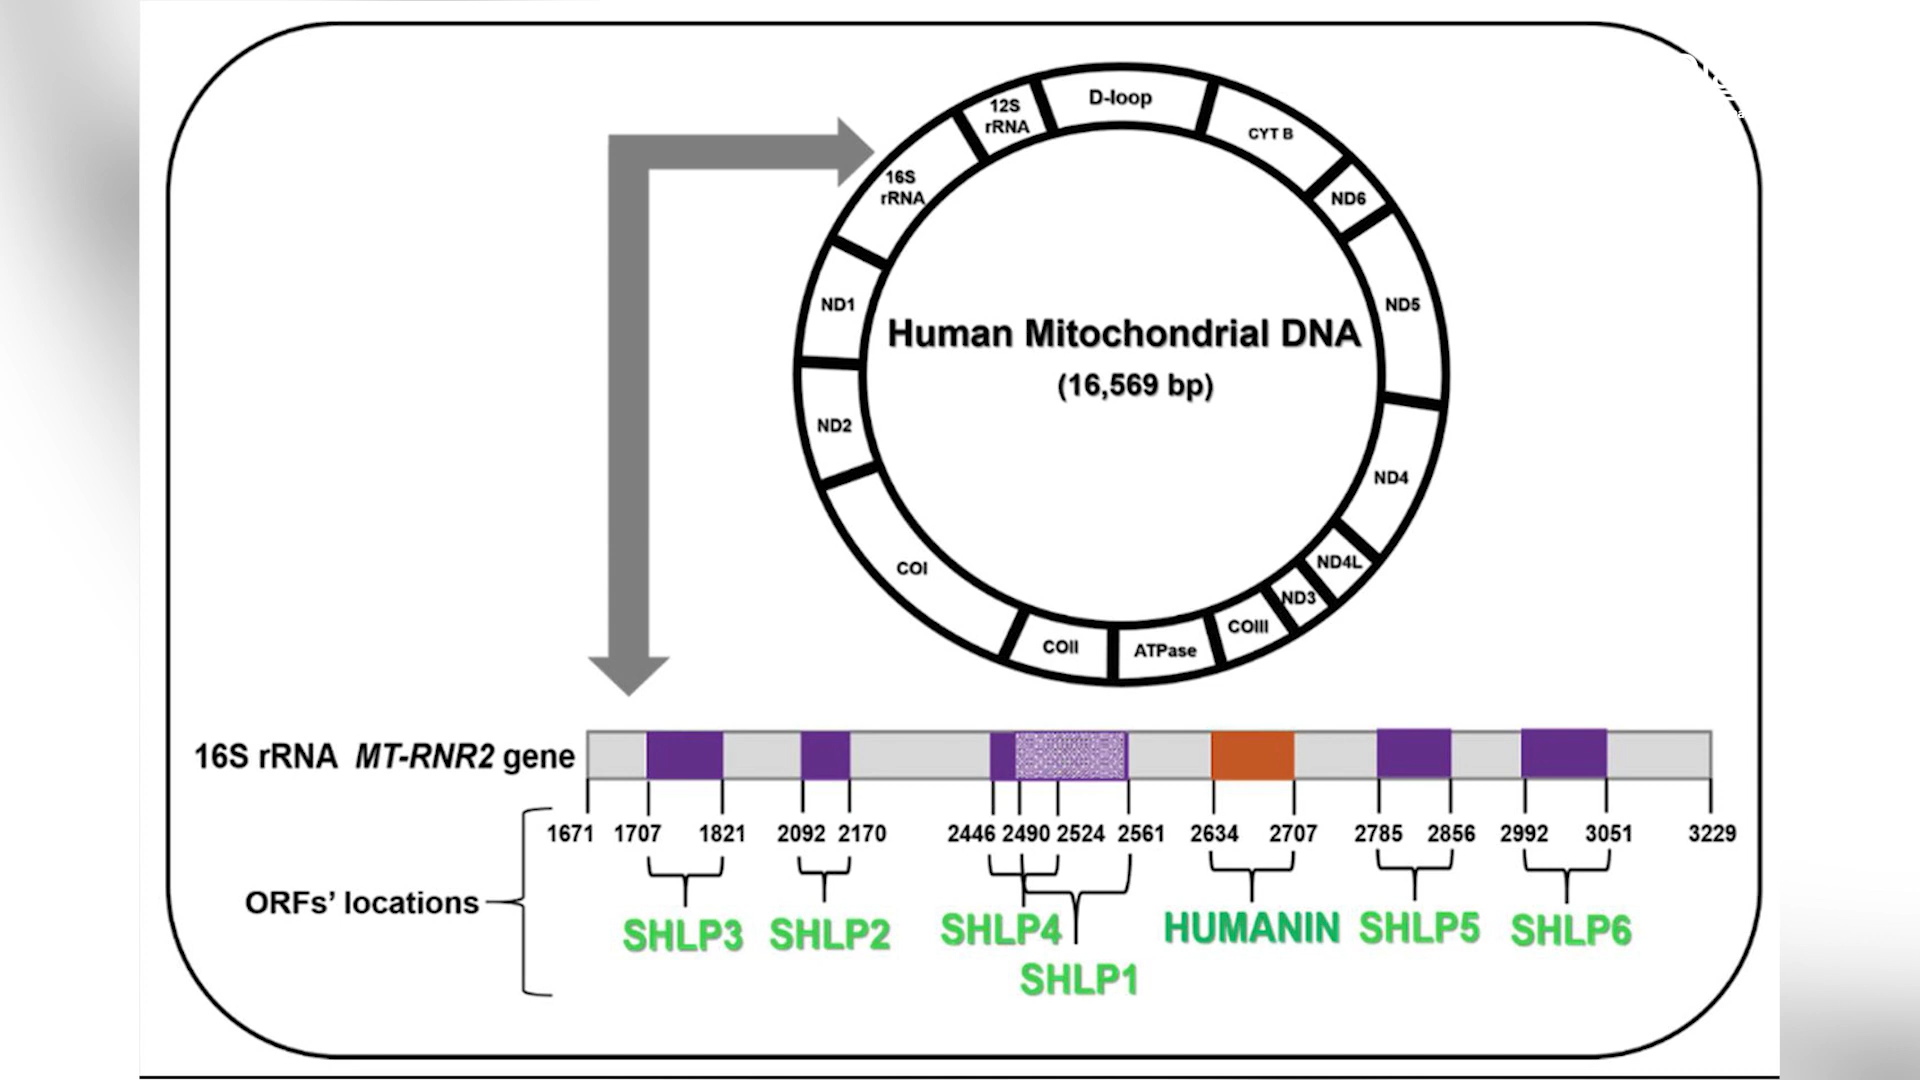 D-loop
12S
rRNA
CYT B
16S
rRNA
ND6
ND1
ND5
Human Mitochondrial DNA
(16,569 bp)
ND2
ND4
COI
ND4L
ND3
COIII
COII
ATPase
16S rRNA MT-RNR2 gene
1671 1707 1821 2092 2170 2446 2490 2524 2561 2634 2707 2785 2856 2992 3051 3229
ORFs’ locations
SHLP3 SHLP2 SHLP4 HUMANIN SHLP5 SHLP6
SHLP1